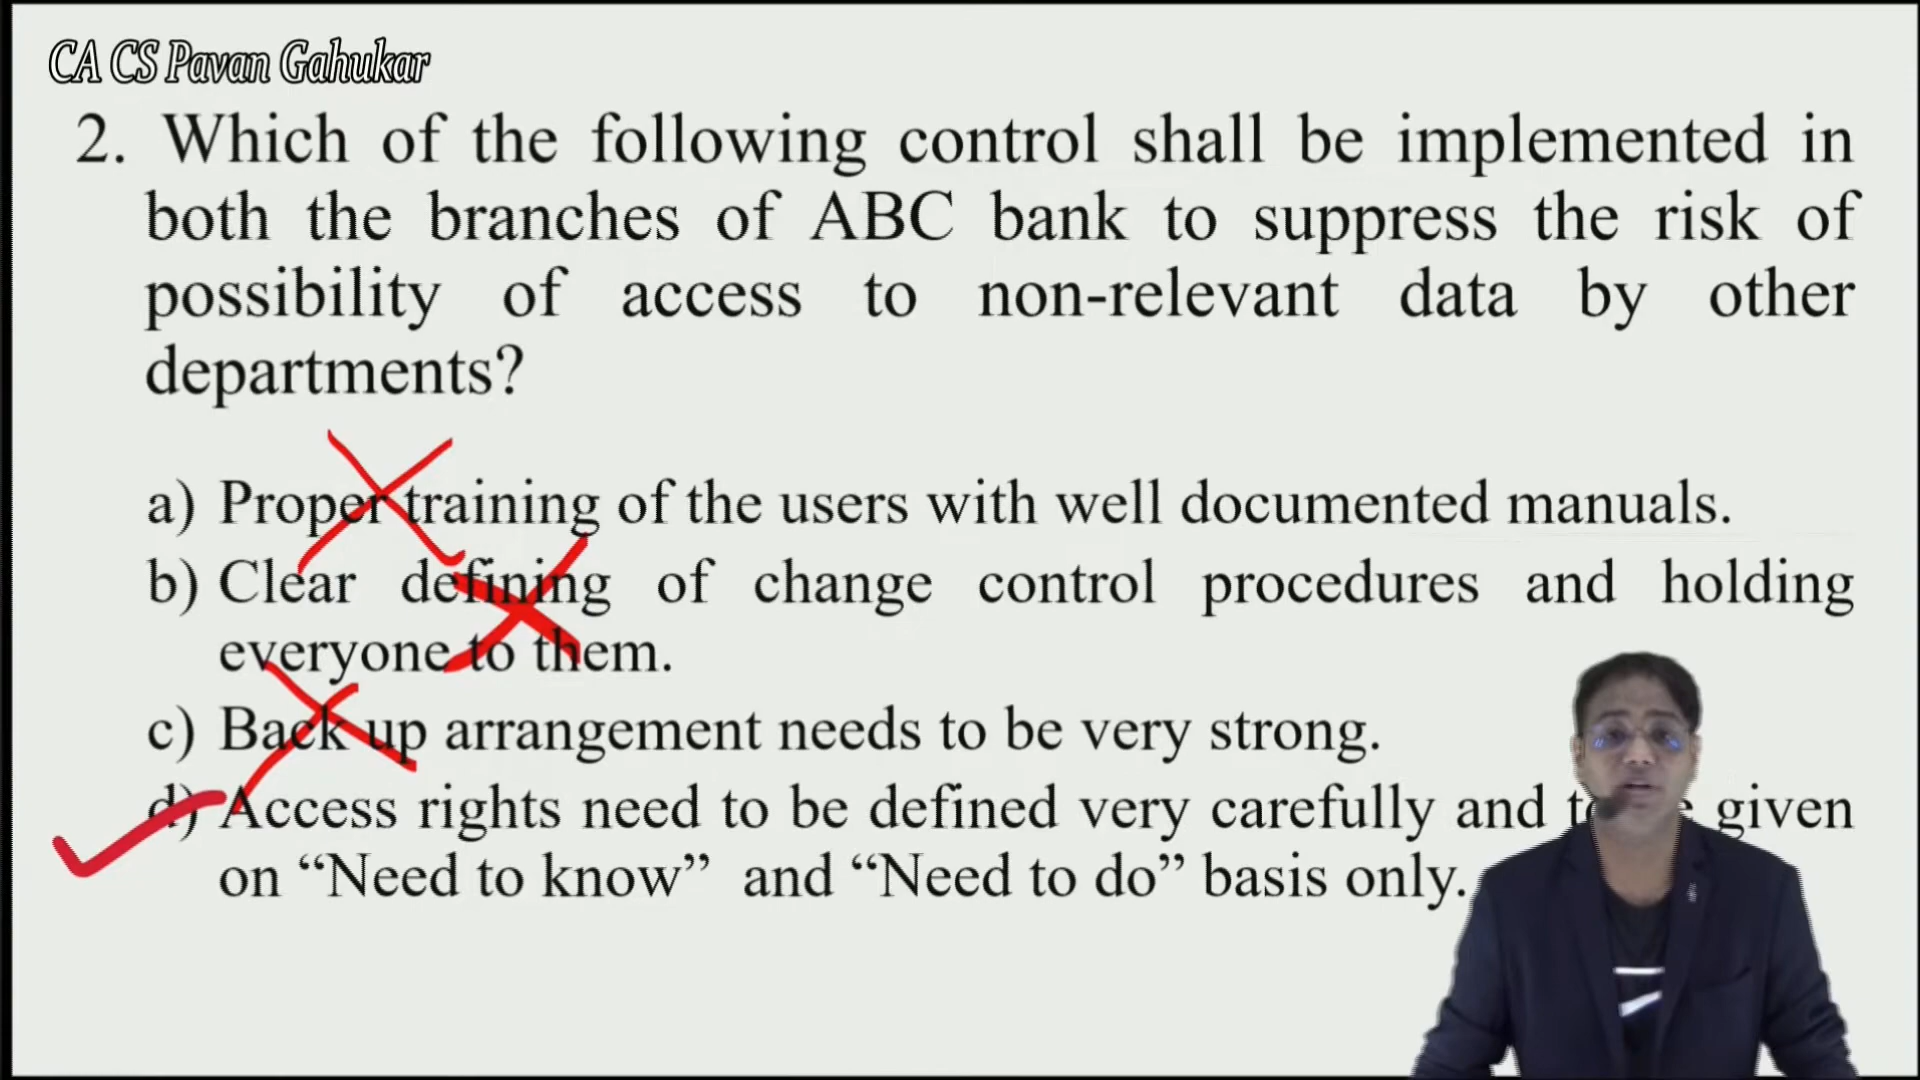 CA CS Pavan Gahukar
2. Which of the following control shall be implemented in
both the branches of ABC bank to suppress the risk of
possibility of access to non-relevant data by other
departments?
a) Proper training of the users with well documented manuals.
b) Clear defining of change control procedures and holding
everyone to them.
c) Back up arrangement needs to be very strong.
d) Access rights need to be defined very carefully and to given
on “Need to know” and “Need to do” basis only.